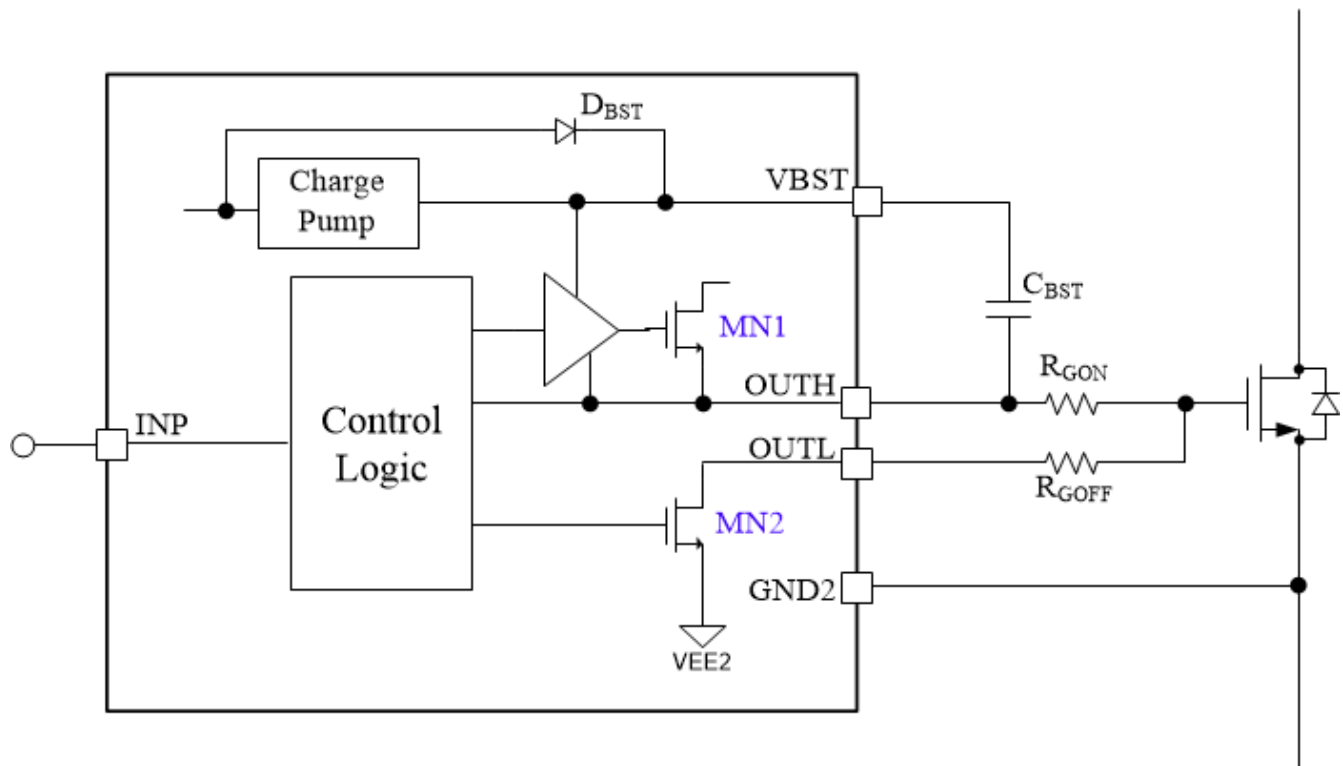 DBST
Charge
Pump
VBST
CBST
MN1
RGON
OUTH
INP
Control
Logic
OUTL
RGOFF
MN2
GND2
VEE2